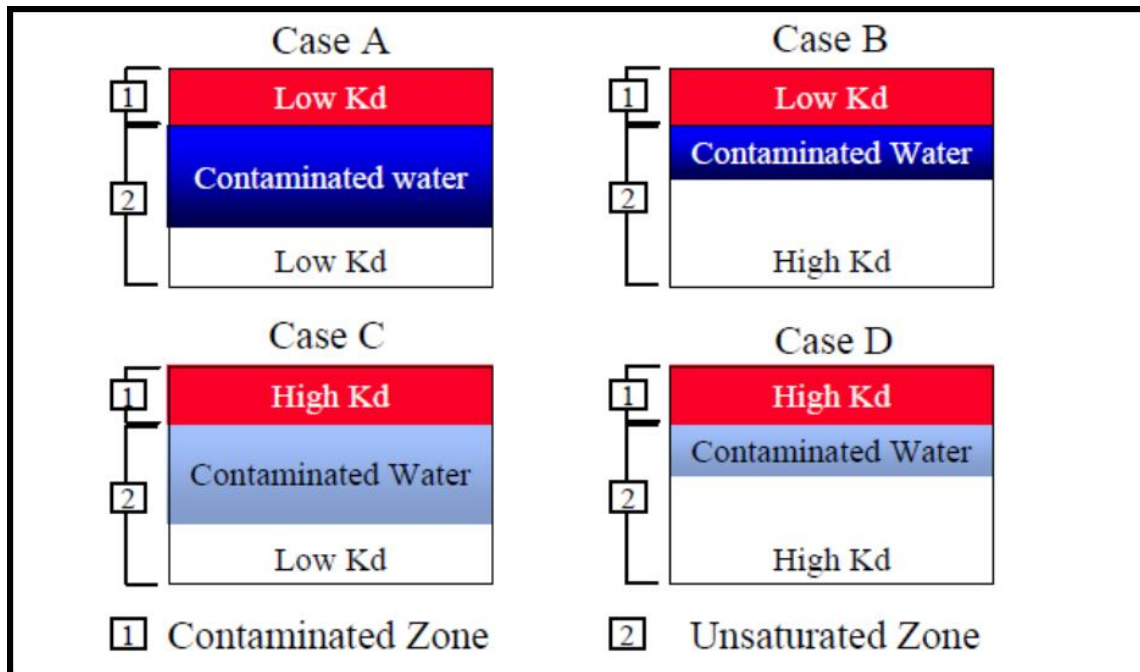 Case A
1
Low Kd
Contaminated water
2
Low Kd
Case B
1
Low Kd
Contaminated Water
2
High Kd
Case C
1
High Kd
Contaminated Water
2
Low Kd
Case D
1
High Kd
Contaminated Water
2
High Kd
1 Contaminated Zone
2 Unsaturated Zone